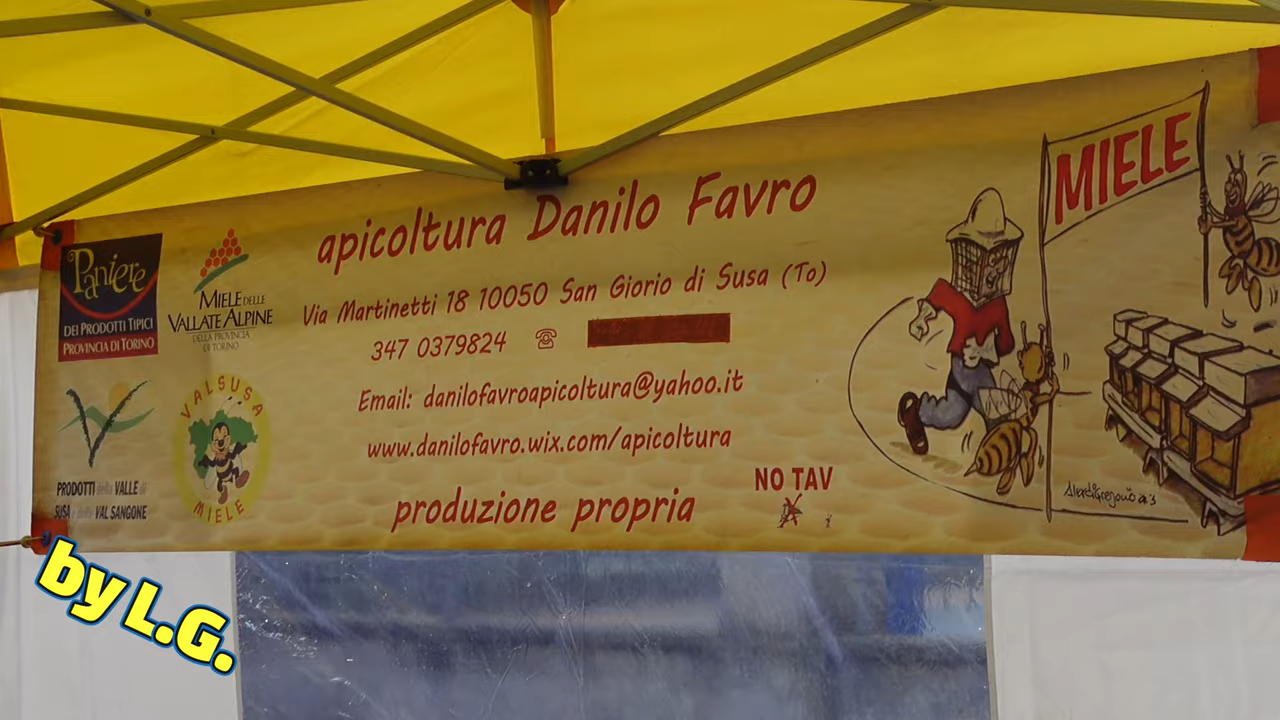 apicoltura Danilo Favro
Via Martinetti 18 10050 San Giorio di Susa (To)
347 0379824
Email: danilofavroapicoltura@yahoo.it
www.danilofavro.wix.com/apicoltura
produzione propria
NO TAV
Paniere
DEI PRODOTTI TIPICI
PROVINCIA DI TORINO
MIELE DELLE
VALLATE ALPINE
DELLA PROVINCIA
DI TORINO
PRODOTTI della VALLE di
SUSA e della VAL SANGONE
VALSUSA
MIELE
MIELE
by L.G.